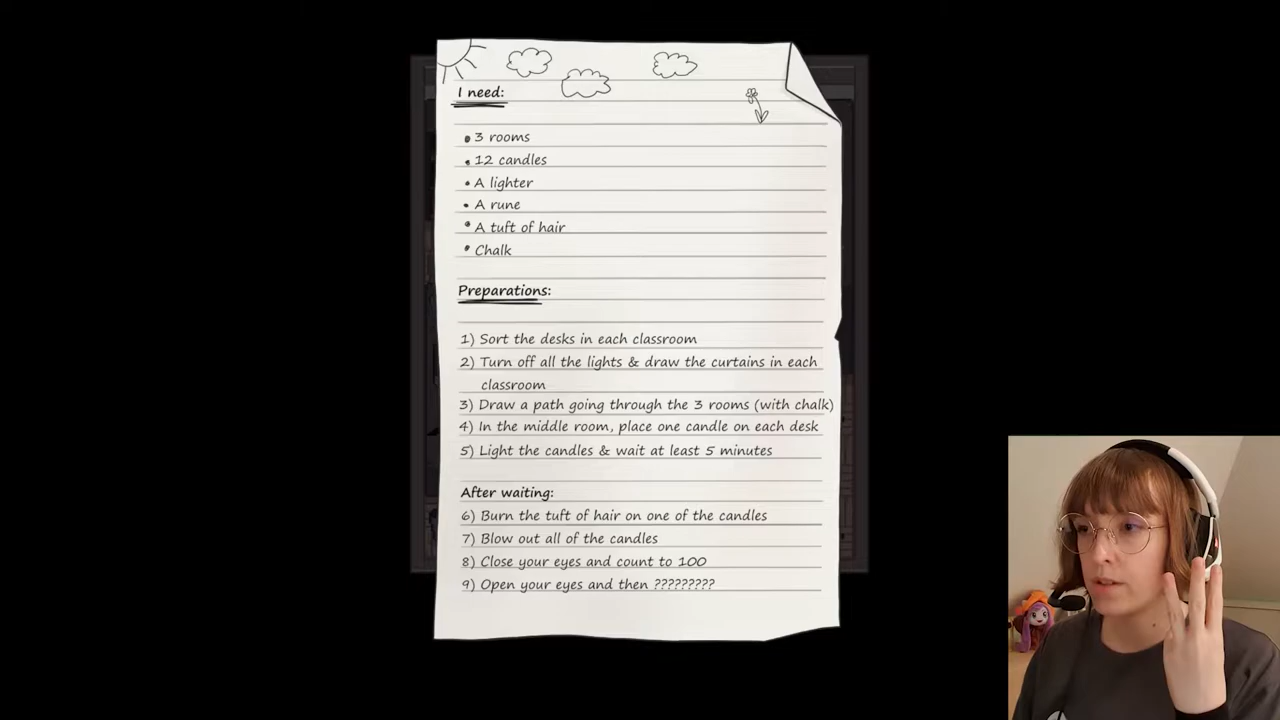 I need:
3 rooms
12 candles
A lighter
A rune
A tuft of hair
Chalk
Preparations:
1) Sort the desks in each classroom
2) Turn off all the lights & draw the curtains in each
classroom
3) Draw a path going through the 3 rooms (with chalk)
4) In the middle room, place one candle on each desk
5) Light the candles & wait at least 5 minutes
After waiting:
6) Burn the tuft of hair on one of the candles
7) Blow out all of the candles
8) Close your eyes and count to 100
9) Open your eyes and then ?????????